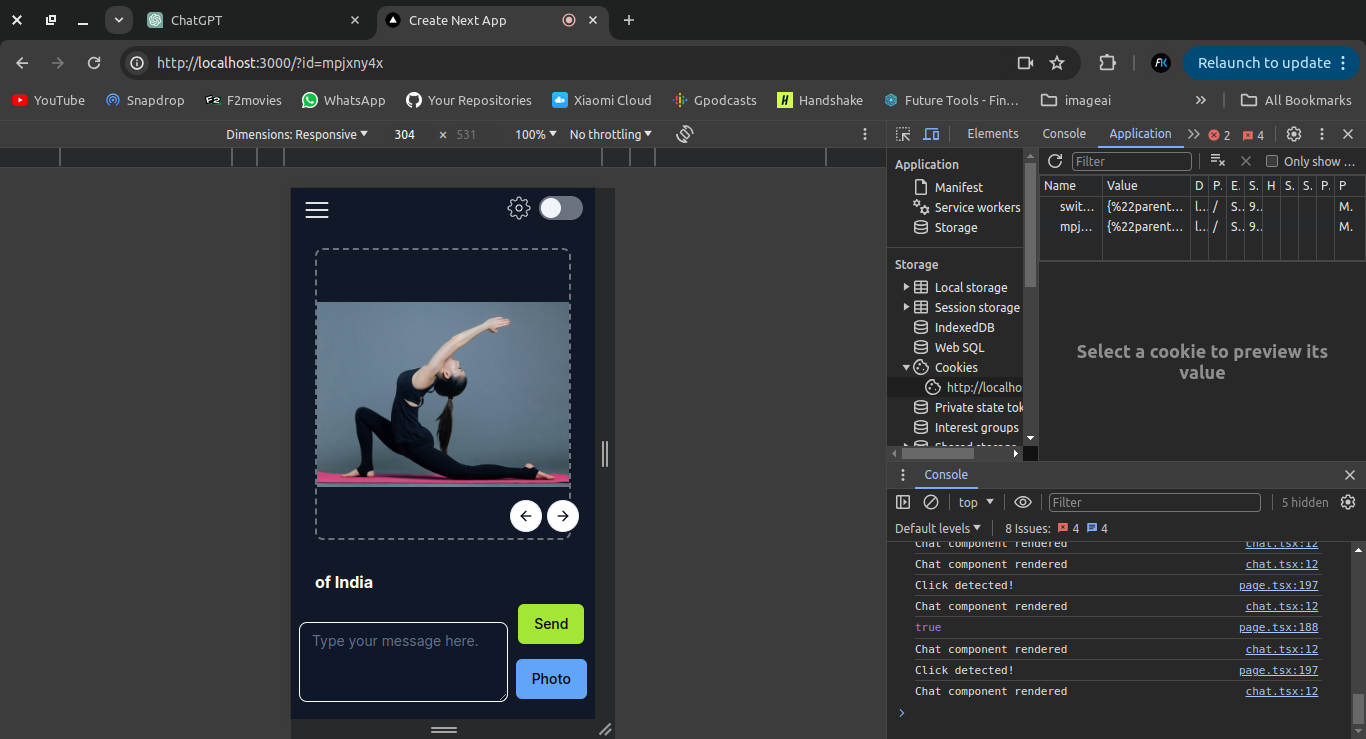 ChatGPT
Create Next App
http://localhost:3000/?id=mpjxny4x
Relaunch to update
YouTube
Snapdrop
F2movies
WhatsApp
Your Repositories
Xiaomi Cloud
Gpodcasts
Handshake
Future Tools - Fin…
imageai
All Bookmarks
Dimensions: Responsive
304 × 531
100%
No throttling
Elements
Console
Application
2
4
Application
Manifest
Service workers
Storage
Storage
Local storage
Session storage
IndexedDB
Web SQL
Cookies
http://localho
Private state tok
Interest groups
Filter
Only show …
Name Value D P. E. S. H S. S. P. P
swit... {%22parent... l... / S.. 9.. M.
mpj... {%22parent... l... / S.. 9.. M.
Select a cookie to preview its
value
of India
Type your message here.
Send
Photo
Console
top
Filter
5 hidden
Default levels
8 Issues: 4 4
Chat component rendered chat.tsx:12
Chat component rendered chat.tsx:12
Click detected! page.tsx:197
Chat component rendered chat.tsx:12
true page.tsx:188
Chat component rendered chat.tsx:12
Click detected! page.tsx:197
Chat component rendered chat.tsx:12